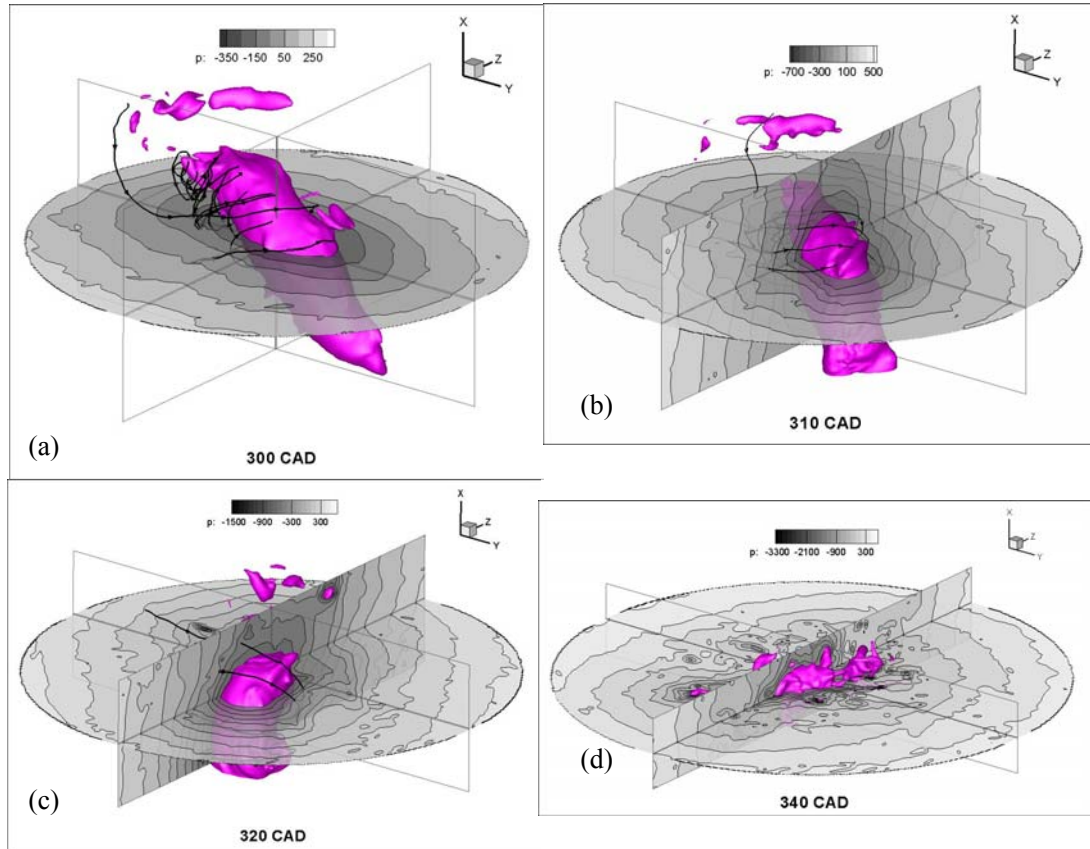 X
Z
Y
p: -350 -150 50 250
(a)
300 CAD
X
Z
Y
p: -700 -300 100 500
(b)
310 CAD
X
Z
Y
p: -1500 -900 -300 300
(c)
320 CAD
X
Z
Y
p: -3300 -2100 -900 300
(d)
340 CAD